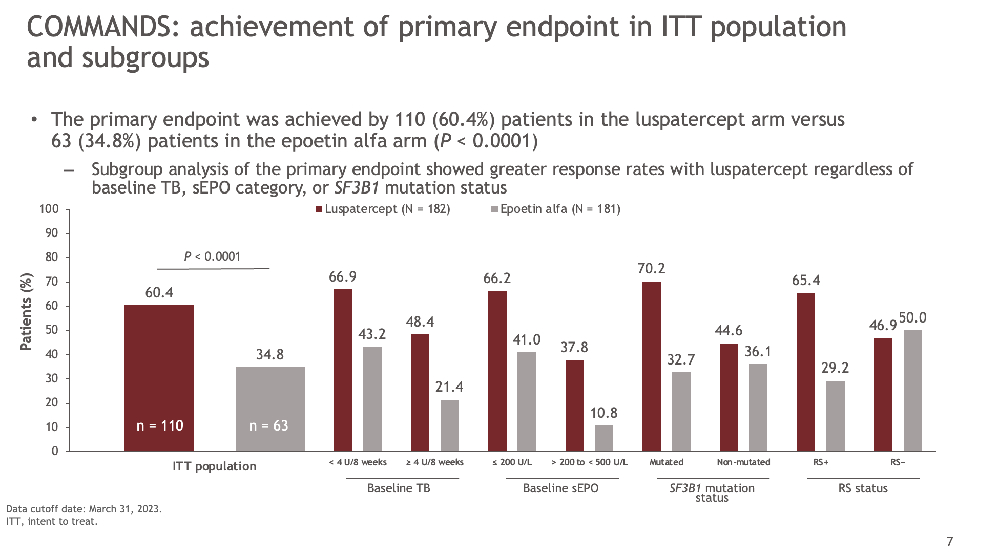 COMMANDS: achievement of primary endpoint in ITT population
and subgroups
• The primary endpoint was achieved by 110 (60.4%) patients in the luspatercept arm versus
63 (34.8%) patients in the epoetin alfa arm (P < 0.0001)
– Subgroup analysis of the primary endpoint showed greater response rates with luspatercept regardless of
baseline TB, sEPO category, or SF3B1 mutation status
Luspatercept (N = 182) Epoetin alfa (N = 181)
Patients (%)
100
90
80
70
60
50
40
30
20
10
0
P < 0.0001
60.4
34.8
n = 110
n = 63
66.9
43.2
48.4
21.4
66.2
41.0
37.8
10.8
70.2
32.7
44.6
36.1
65.4
29.2
46.9
50.0
ITT population
< 4 U/8 weeks ≥ 4 U/8 weeks ≤ 200 U/L > 200 to < 500 U/L Mutated Non-mutated RS+ RS−
Baseline TB
Baseline sEPO
SF3B1 mutation
status
RS status
Data cutoff date: March 31, 2023.
ITT, intent to treat.
7